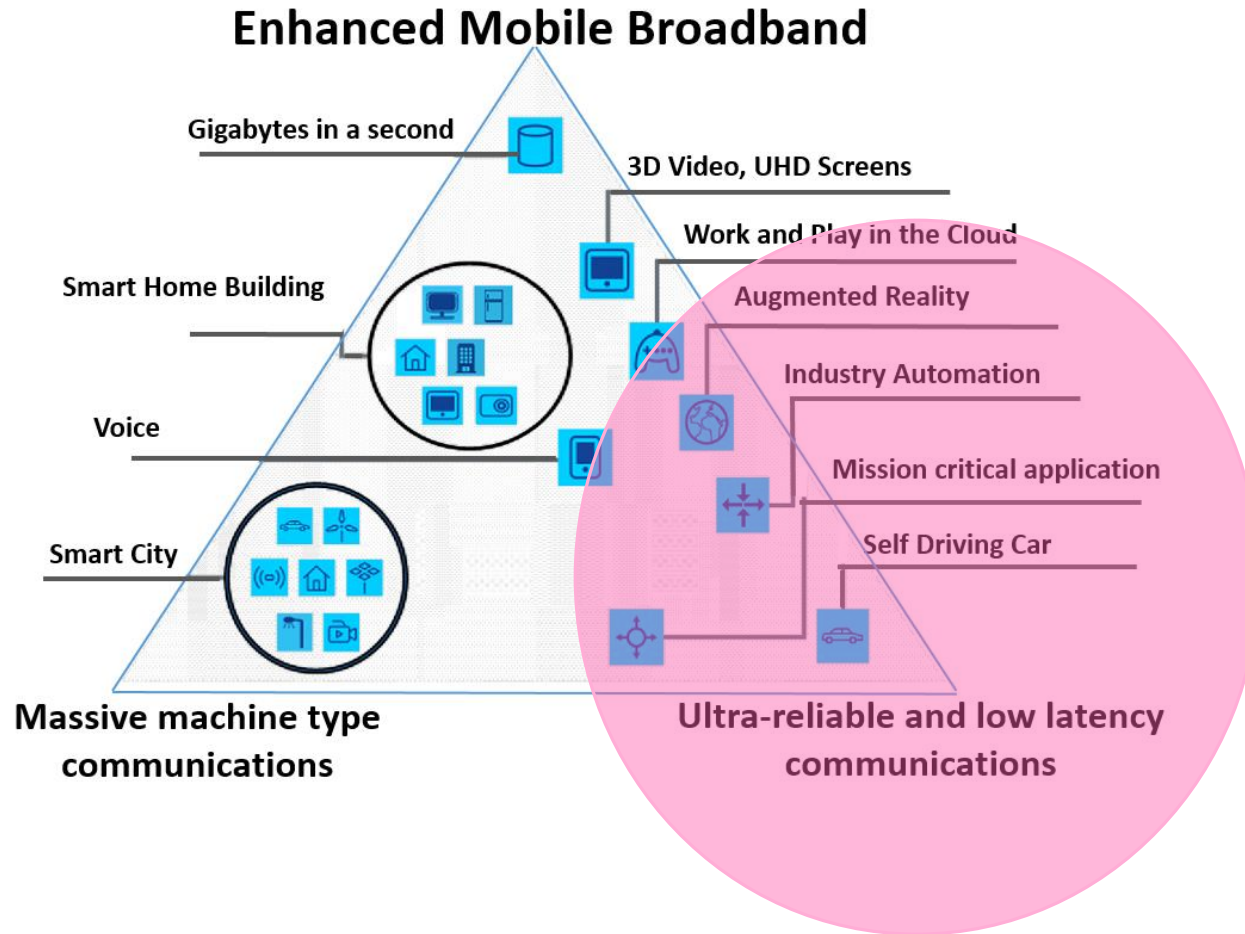 Enhanced Mobile Broadband
Gigabytes in a second
3D Video, UHD Screens
Work and Play in the Cloud
Smart Home Building
Augmented Reality
Industry Automation
Voice
Mission critical application
Smart City
Self Driving Car
Massive machine type
communications
Ultra-reliable and low latency
communications